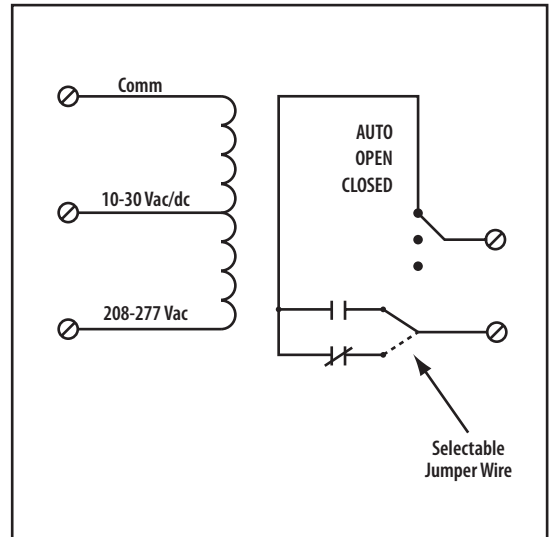 Comm
10-30 Vac/dc
208-277 Vac
AUTO
OPEN
CLOSED
Selectable
Jumper Wire